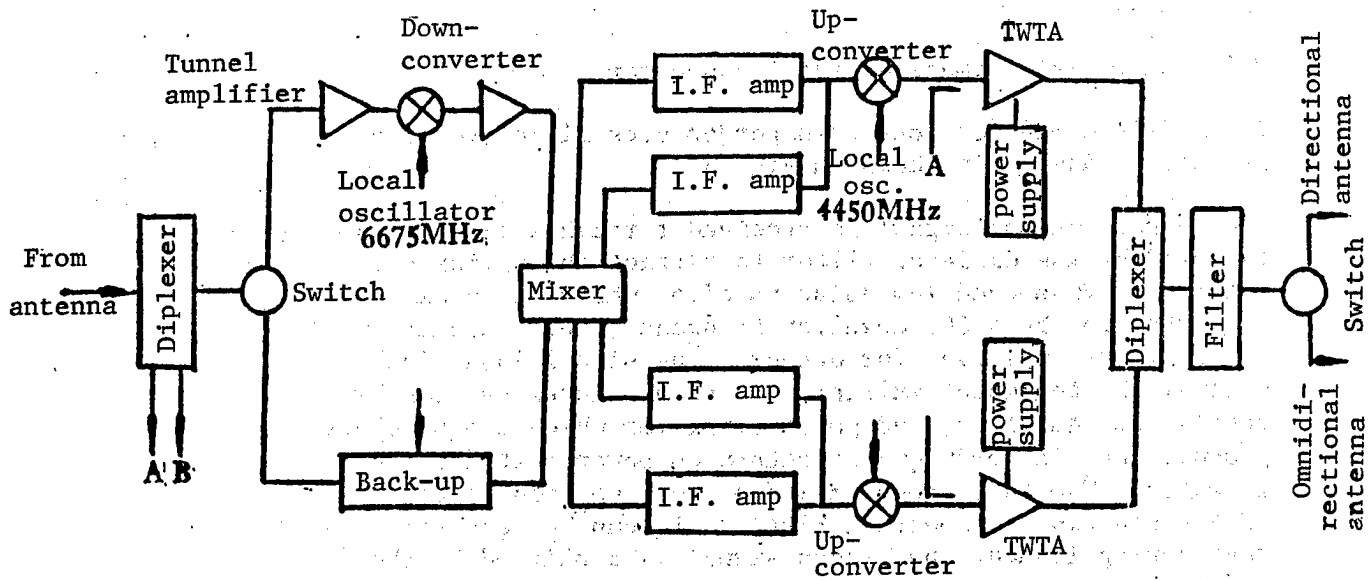 Down-
converter
Tunnel
amplifier
Local
oscillator
6675MHz
From
antenna
Diplexer
A B
Switch
Back-up
Mixer
I.F. amp
I.F. amp
I.F. amp
I.F. amp
Up-
converter
Local
osc.
4450MHz
A
TWTA
power
supply
power
supply
TWTA
Up-
converter
Diplexer
Filter
Directional
antenna
Switch
Omnidi-
rectional
antenna